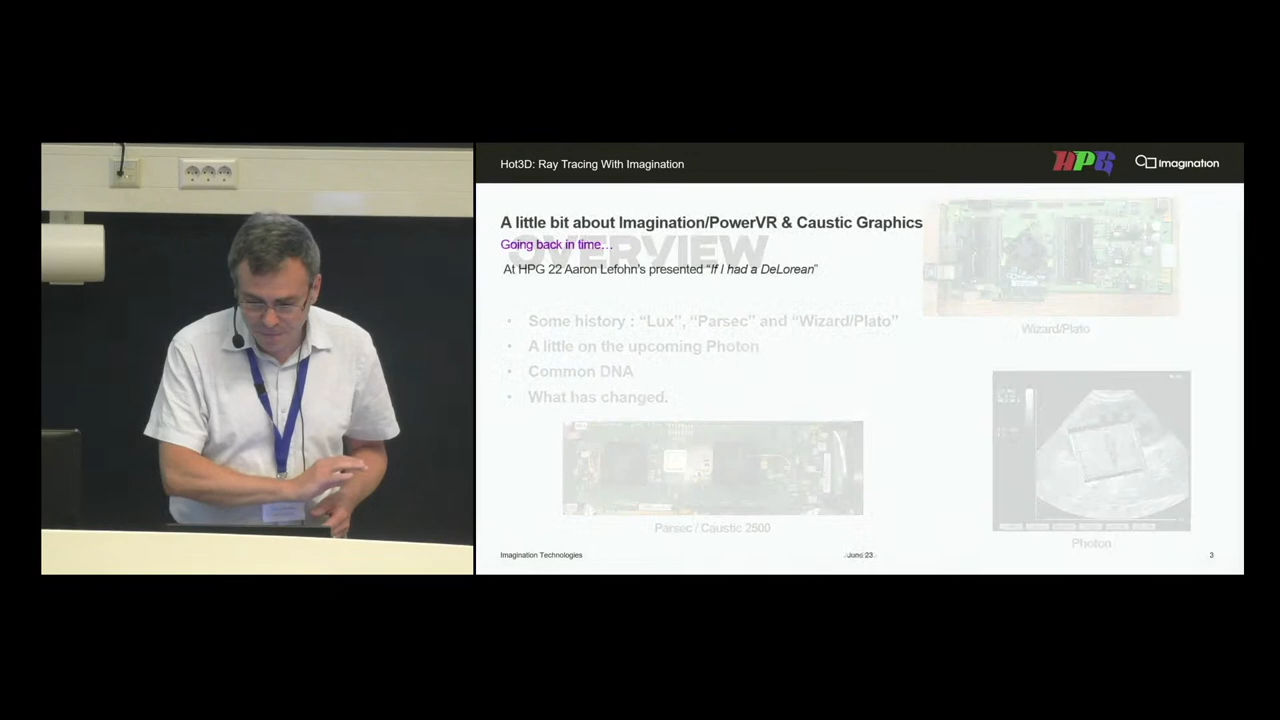 Hot3D: Ray Tracing With Imagination
HPG
Imagination
A little bit about Imagination/PowerVR & Caustic Graphics
Going back in time…
OVERVIEW
At HPG 22 Aaron Lefohn's presented “If I had a DeLorean”
• Some history : “Lux”, “Parsec” and “Wizard/Plato”
• A little on the upcoming Photon
• Common DNA
• What has changed.
Wizard/Plato
Parsec / Caustic 2500
Photon
Imagination Technologies
June 23
3